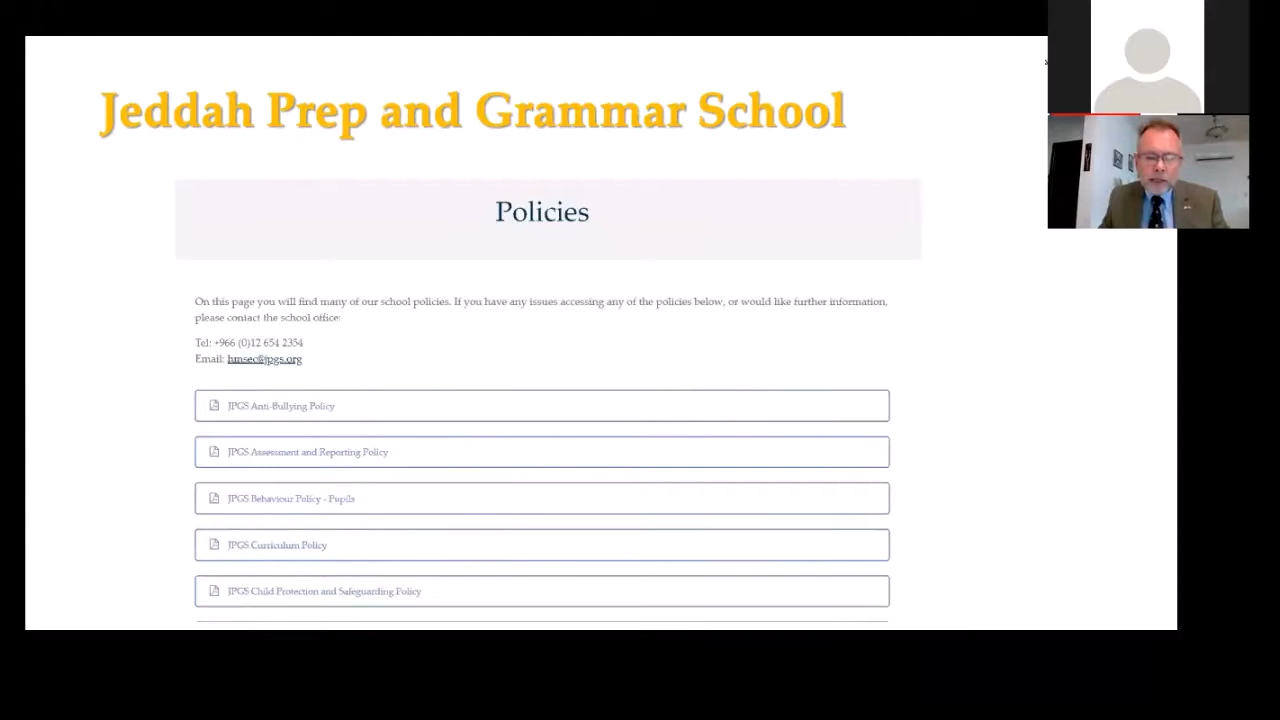 Jeddah Prep and Grammar School
Policies
On this page you will find many of our school policies. If you have any issues accessing any of the policies below, or would like further information,
please contact the school office:
Tel: +966 (0)12 654 2354
Email: hmsec@jpgs.org
JPGS Anti-Bullying Policy
JPGS Assessment and Reporting Policy
JPGS Behaviour Policy - Pupils
JPGS Curriculum Policy
JPGS Child Protection and Safeguarding Policy